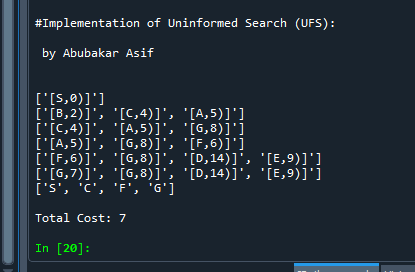 #Implementation of Uninformed Search (UFS):
by Abubakar Asif
['[S,0)]']
['[B,2)]', '[C,4)]', '[A,5)]']
['[C,4)]', '[A,5)]', '[G,8)]']
['[A,5)]', '[G,8)]', '[F,6)]']
['[F,6)]', '[G,8)]', '[D,14)]', '[E,9)]']
['[G,7)]', '[G,8)]', '[D,14)]', '[E,9)]']
['S', 'C', 'F', 'G']
Total Cost: 7
In [20]: